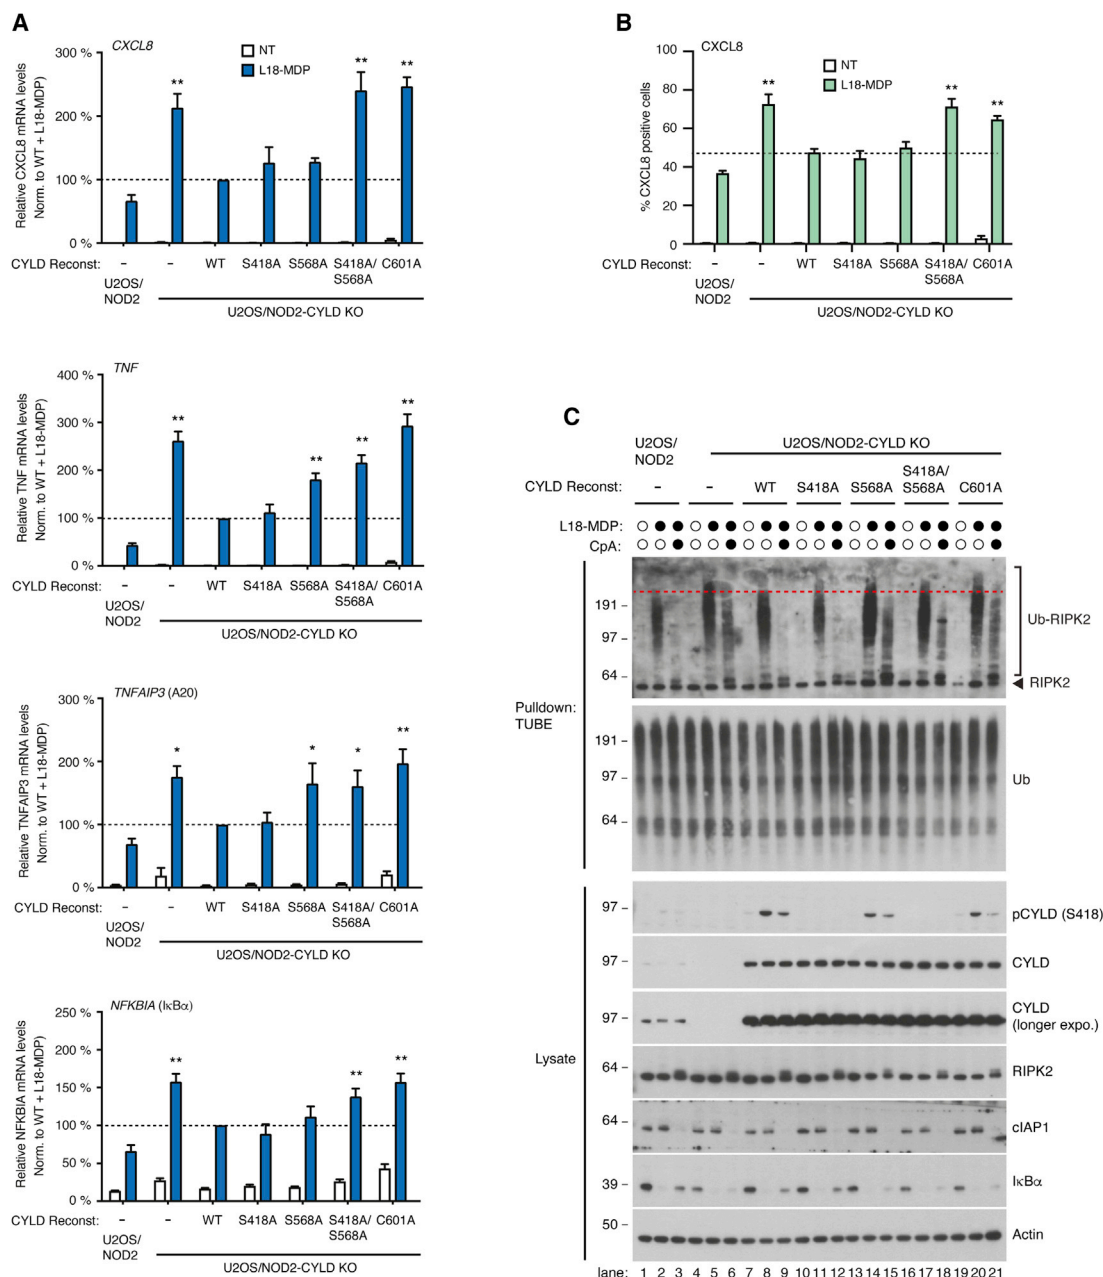 A
CXCL8
NT
L18-MDP
Relative CXCL8 mRNA levels
Norm. to WT + L18-MDP)
300 %
200 %
100 %
0 %
** ** **
CYLD Reconst: – – WT S418A S568A S418A/S568A C601A
U2OS/NOD2
U2OS/NOD2-CYLD KO
TNF
Relative TNF mRNA levels
Norm. to WT + L18-MDP)
400 %
300 %
200 %
100 %
0 %
** ** ** **
CYLD Reconst: – – WT S418A S568A S418A/S568A C601A
U2OS/NOD2
U2OS/NOD2-CYLD KO
TNFAIP3 (A20)
Relative TNFAIP3 mRNA levels
Norm. to WT + L18-MDP)
300 %
200 %
100 %
0 %
* * * **
CYLD Reconst: – – WT S418A S568A S418A/S568A C601A
U2OS/NOD2
U2OS/NOD2-CYLD KO
NFKBIA (IκBα)
Relative NFKBIA mRNA levels
Norm. to WT + L18-MDP)
250 %
200 %
150 %
100 %
50 %
0 %
** ** **
CYLD Reconst: – – WT S418A S568A S418A/S568A C601A
U2OS/NOD2
U2OS/NOD2-CYLD KO
B
CXCL8
NT
L18-MDP
% CXCL8 positive cells
100
80
60
40
20
0
** ** **
CYLD Reconst: – – WT S418A S568A S418A/S568A C601A
U2OS/NOD2
U2OS/NOD2-CYLD KO
C
U2OS/NOD2
U2OS/NOD2-CYLD KO
CYLD Reconst: – – WT S418A S568A S418A/S568A C601A
L18-MDP:
CpA:
Pulldown:
TUBE
191
97
64
Ub-RIPK2
RIPK2
191
97
64
Ub
Lysate
97 pCYLD (S418)
97 CYLD
97 CYLD
(longer expo.)
64 RIPK2
64 cIAP1
39 IκBα
50 Actin
lane: 1 2 3 4 5 6 7 8 9 10 11 12 13 14 15 16 17 18 19 20 21